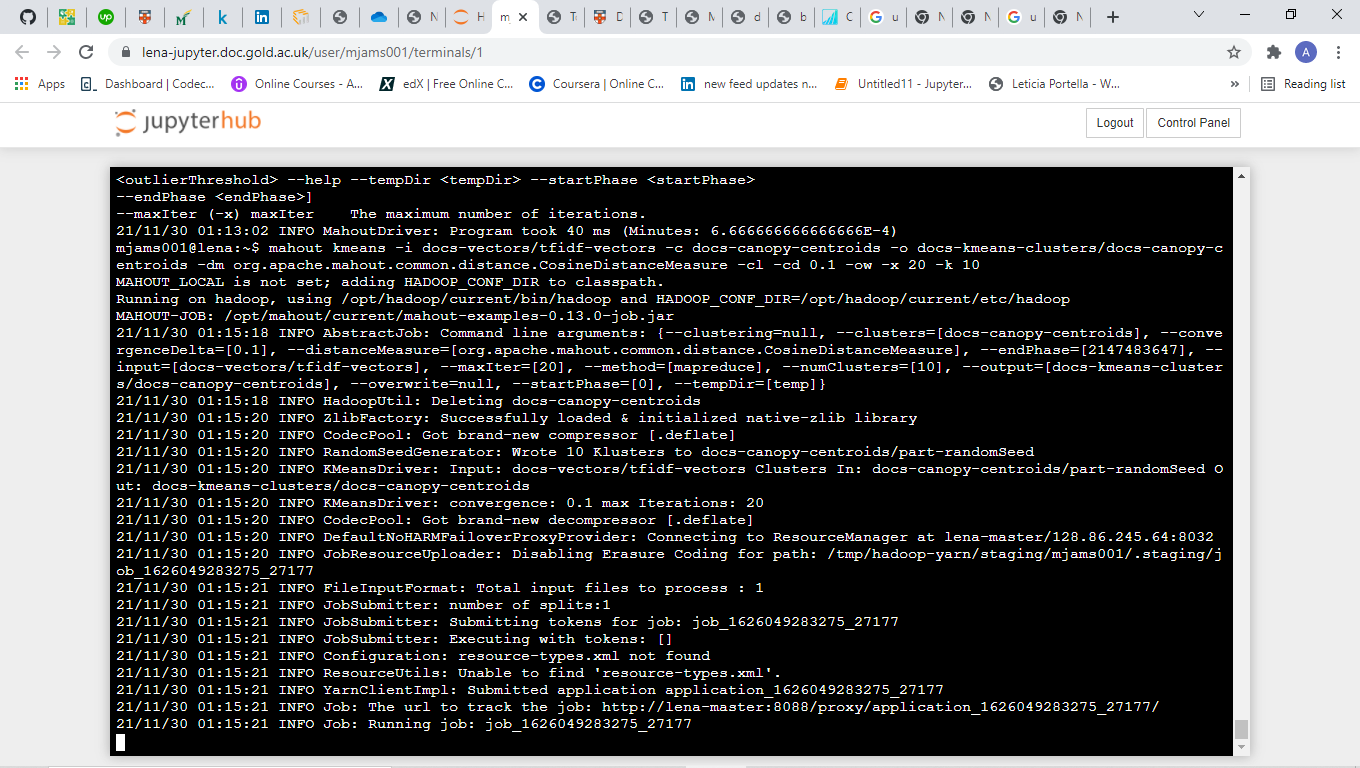 m
C
u
u
lena-jupyter.doc.gold.ac.uk/user/mjams001/terminals/1
A
Apps Dashboard | Codec... Online Courses - A... edX | Free Online C... Coursera | Online C... new feed updates n... Untitled11 - Jupyter... Leticia Portella - W... » Reading list
jupyterhub Logout Control Panel
<outlierThreshold> --help --tempDir <tempDir> --startPhase <startPhase>
--endPhase <endPhase>]
--maxIter (-x) maxIter    The maximum number of iterations.
21/11/30 01:13:02 INFO MahoutDriver: Program took 40 ms (Minutes: 6.666666666666666E-4)
mjams001@lena:~$ mahout kmeans -i docs-vectors/tfidf-vectors -c docs-canopy-centroids -o docs-kmeans-clusters/docs-canopy-c
entroids -dm org.apache.mahout.common.distance.CosineDistanceMeasure -cl -cd 0.1 -ow -x 20 -k 10
MAHOUT_LOCAL is not set; adding HADOOP_CONF_DIR to classpath.
Running on hadoop, using /opt/hadoop/current/bin/hadoop and HADOOP_CONF_DIR=/opt/hadoop/current/etc/hadoop
MAHOUT-JOB: /opt/mahout/current/mahout-examples-0.13.0-job.jar
21/11/30 01:15:18 INFO AbstractJob: Command line arguments: {--clustering=null, --clusters=[docs-canopy-centroids], --conve
rgenceDelta=[0.1], --distanceMeasure=[org.apache.mahout.common.distance.CosineDistanceMeasure], --endPhase=[2147483647], --
input=[docs-vectors/tfidf-vectors], --maxIter=[20], --method=[mapreduce], --numClusters=[10], --output=[docs-kmeans-cluster
s/docs-canopy-centroids], --overwrite=null, --startPhase=[0], --tempDir=[temp]}
21/11/30 01:15:18 INFO HadoopUtil: Deleting docs-canopy-centroids
21/11/30 01:15:20 INFO ZlibFactory: Successfully loaded & initialized native-zlib library
21/11/30 01:15:20 INFO CodecPool: Got brand-new compressor [.deflate]
21/11/30 01:15:20 INFO RandomSeedGenerator: Wrote 10 Klusters to docs-canopy-centroids/part-randomSeed
21/11/30 01:15:20 INFO KMeansDriver: Input: docs-vectors/tfidf-vectors Clusters In: docs-canopy-centroids/part-randomSeed O
ut: docs-kmeans-clusters/docs-canopy-centroids
21/11/30 01:15:20 INFO KMeansDriver: convergence: 0.1 max Iterations: 20
21/11/30 01:15:20 INFO CodecPool: Got brand-new decompressor [.deflate]
21/11/30 01:15:20 INFO DefaultNoHARMFailoverProxyProvider: Connecting to ResourceManager at lena-master/128.86.245.64:8032
21/11/30 01:15:20 INFO JobResourceUploader: Disabling Erasure Coding for path: /tmp/hadoop-yarn/staging/mjams001/.staging/j
ob_1626049283275_27177
21/11/30 01:15:21 INFO FileInputFormat: Total input files to process : 1
21/11/30 01:15:21 INFO JobSubmitter: number of splits:1
21/11/30 01:15:21 INFO JobSubmitter: Submitting tokens for job: job_1626049283275_27177
21/11/30 01:15:21 INFO JobSubmitter: Executing with tokens: []
21/11/30 01:15:21 INFO Configuration: resource-types.xml not found
21/11/30 01:15:21 INFO ResourceUtils: Unable to find 'resource-types.xml'.
21/11/30 01:15:21 INFO YarnClientImpl: Submitted application application_1626049283275_27177
21/11/30 01:15:21 INFO Job: The url to track the job: http://lena-master:8088/proxy/application_1626049283275_27177/
21/11/30 01:15:21 INFO Job: Running job: job_1626049283275_27177